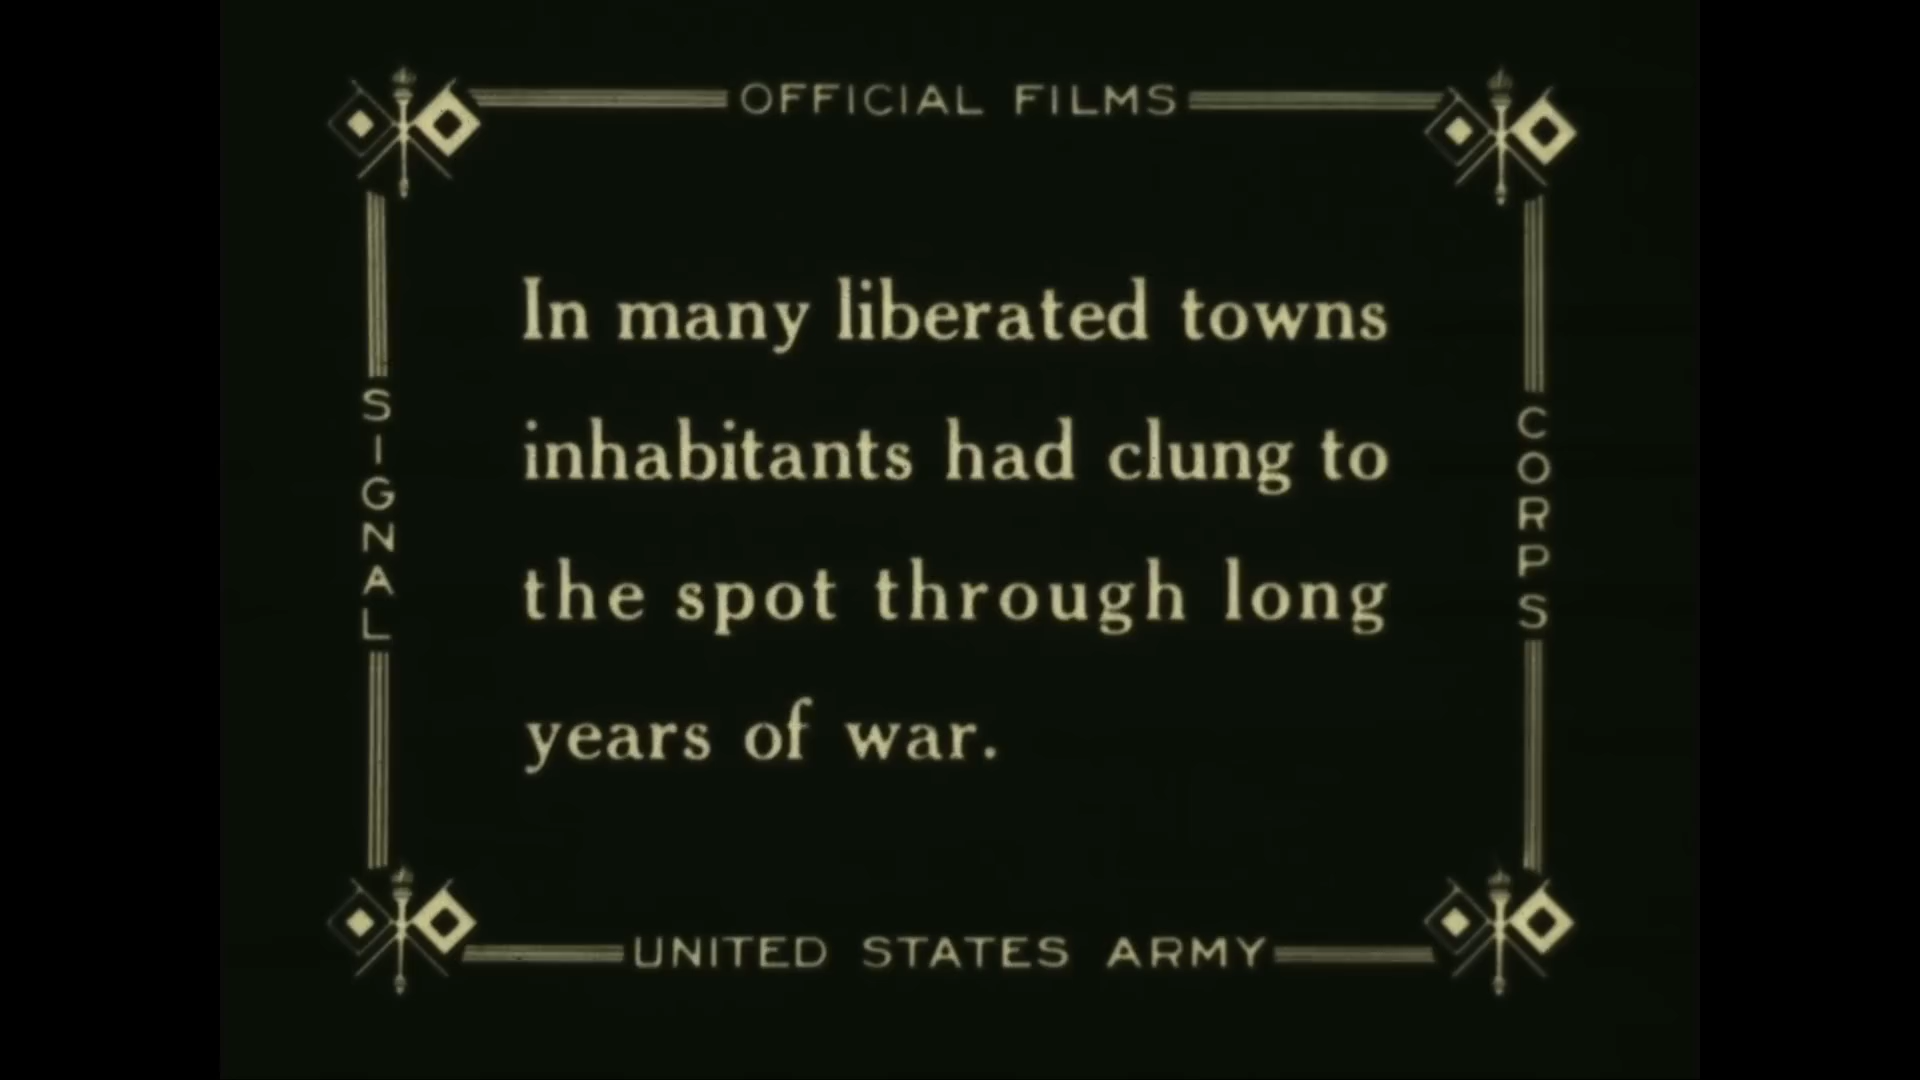 OFFICIAL FILMS
SIGNAL
CORPS
In many liberated towns
inhabitants had clung to
the spot through long
years of war.
UNITED STATES ARMY